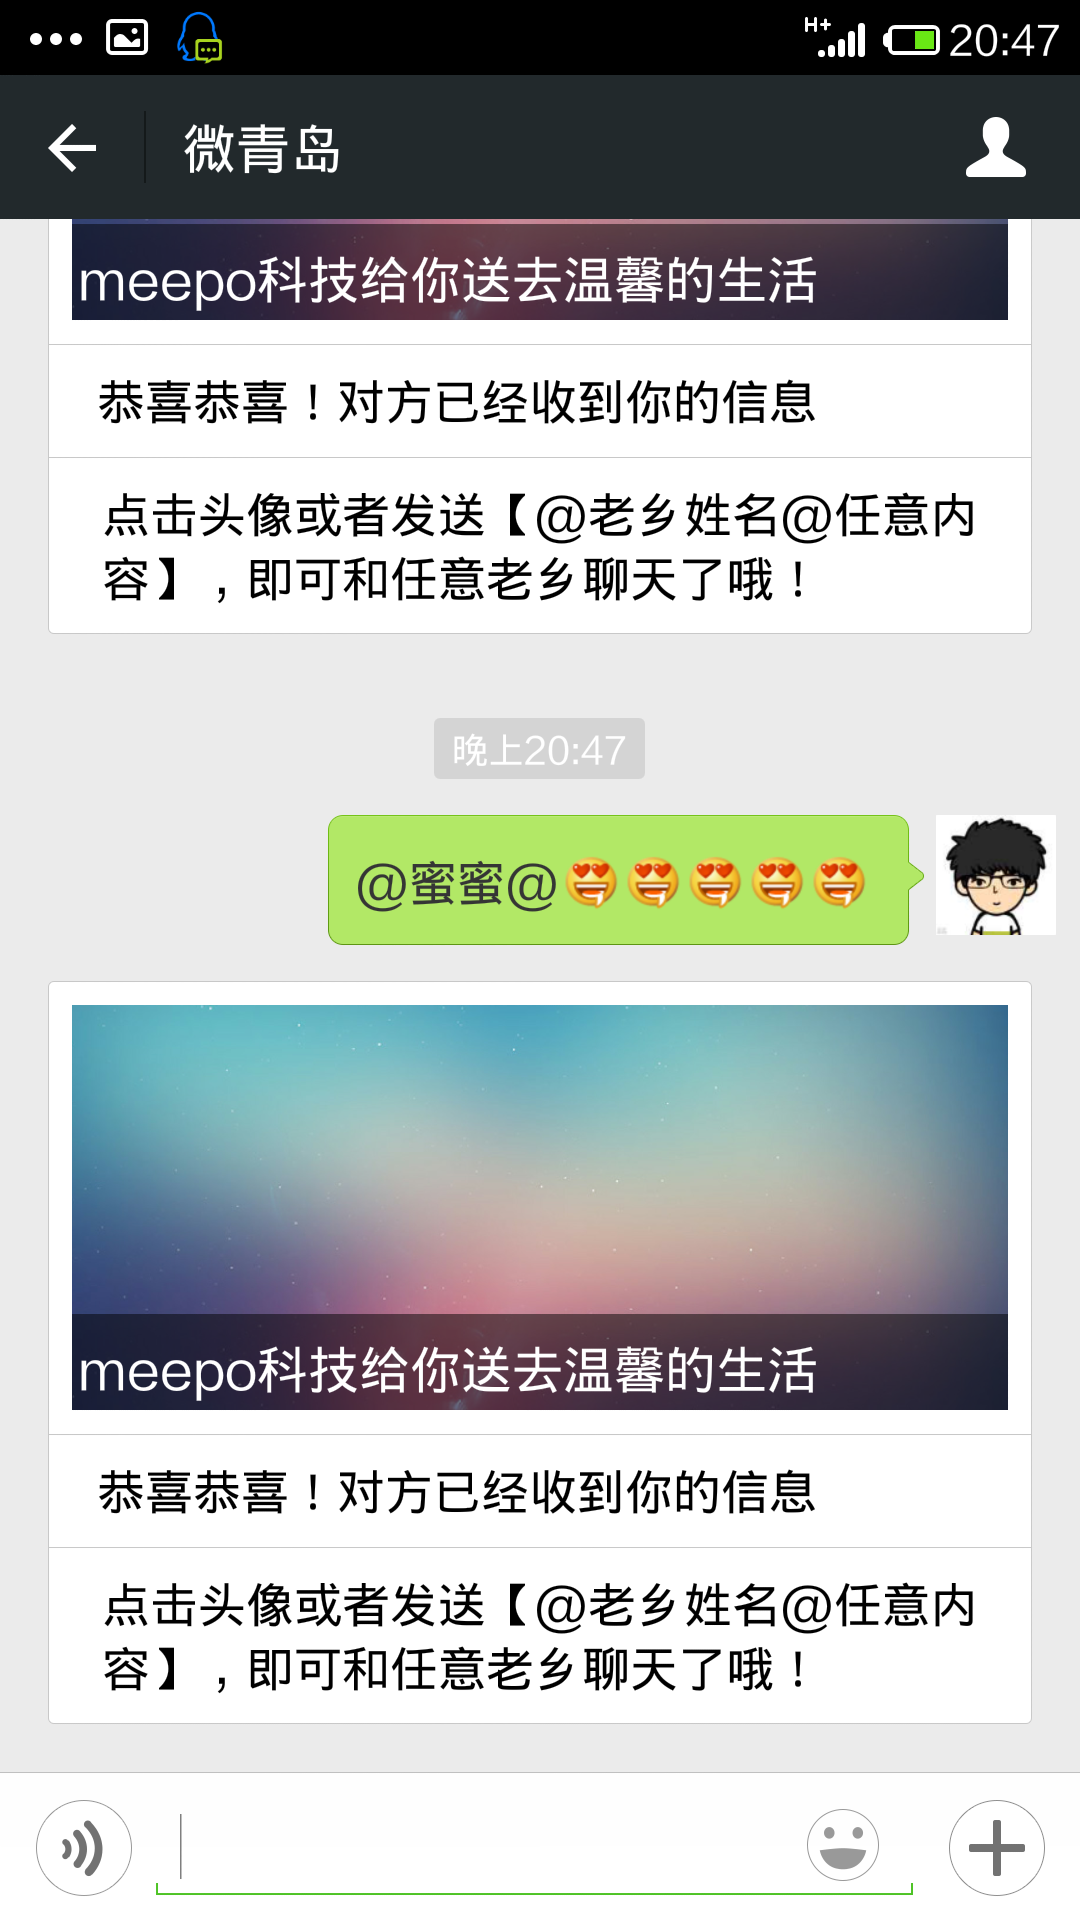 H+
20:47
微青岛
meepo科技给你送去温馨的生活
恭喜恭喜！对方已经收到你的信息
点击头像或者发送【@老乡姓名@任意内
容】，即可和任意老乡聊天了哦！
晚上20:47
@蜜蜜@😍😍😍😍😍
meepo科技给你送去温馨的生活
恭喜恭喜！对方已经收到你的信息
点击头像或者发送【@老乡姓名@任意内
容】，即可和任意老乡聊天了哦！